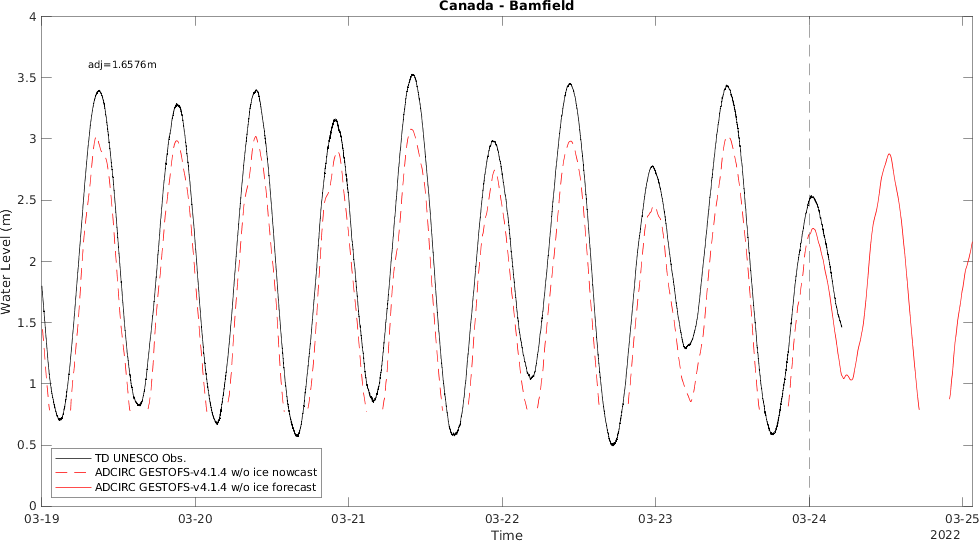 Canada - Bamfield
adj=1.6576m
Water Level (m)
4
3.5
3
2.5
2
1.5
1
0.5
0
TD UNESCO Obs.
ADCIRC GESTOFS-v4.1.4 w/o ice nowcast
ADCIRC GESTOFS-v4.1.4 w/o ice forecast
03-19 03-20 03-21 03-22 03-23 03-24 03-25
Time
2022